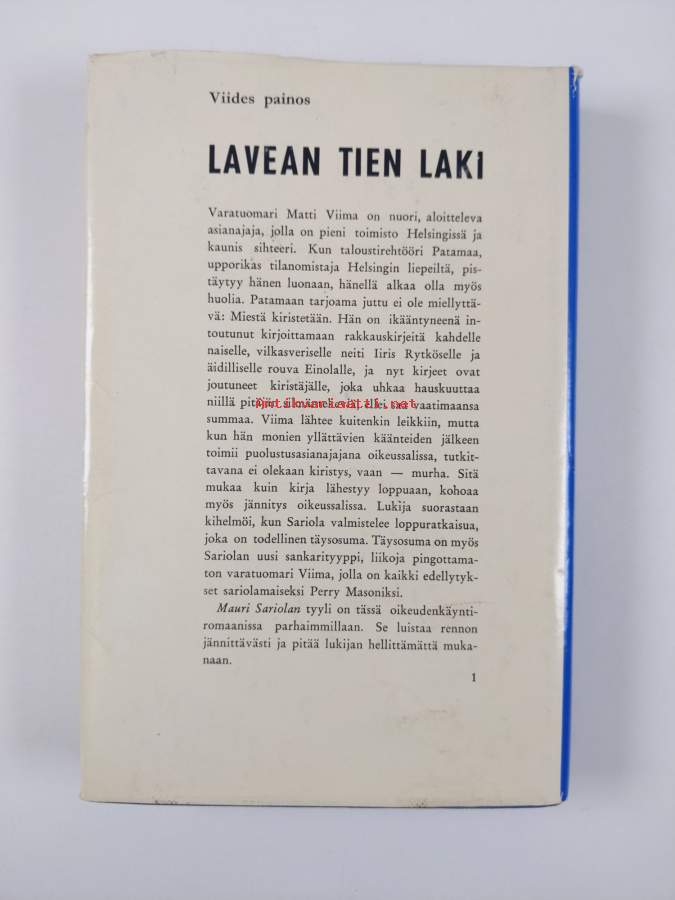 Viides painos
LAVEAN TIEN LAKI
Varatuomari Matti Viima on nuori, aloitteleva
asianajaja, jolla on pieni toimisto Helsingissä ja
kaunis sihteeri. Kun taloustirehtööri Patamaa,
upporikas tilanomistaja Helsingin liepeiltä, pis-
täytyy hänen luonaan, hänellä alkaa olla myös
huolia. Patamaan tarjoama juttu ei ole miellyttä-
vä: Miestä kiristetään. Hän on ikääntyneenä in-
toutunut kirjoittamaan rakkauskirjeitä kahdelle
naiselle, vilkasveriselle neiti Iiris Rytköselle ja
äidilliselle rouva Einolalle, ja nyt kirjeet ovat
joutuneet kiristäjälle, joka uhkaa hauskuuttaa
niillä pitäjän silmäntekeviä, ellei saa vaatimaansa
Antikvariaatti.net
summaa. Viima lähtee kuitenkin leikkiin, mutta
kun hän monien yllättävien käänteiden jälkeen
toimii puolustusasianajajana oikeussalissa, tutkit-
tavana ei olekaan kiristys, vaan — murha. Sitä
mukaa kuin kirja lähestyy loppuaan, kohoaa
myös jännitys oikeussalissa. Lukija suorastaan
kihelmöi, kun Sariola valmistelee loppuratkaisua,
joka on todellinen täysosuma. Täysosuma on myös
Sariolan uusi sankarityyppi, liikoja pingottama-
ton varatuomari Viima, jolla on kaikki edellytyk-
set sariolamaiseksi Perry Masoniksi.
Mauri Sariolan tyyli on tässä oikeudenkäynti-
romaanissa parhaimmillaan. Se luistaa rennon
jännittävästi ja pitää lukijan hellittämättä muka-
naan.
1